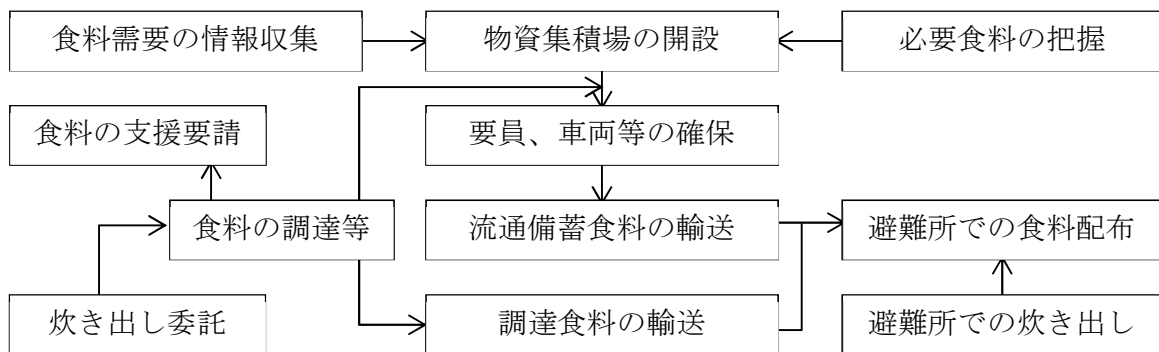 食料需要の情報収集
物資集積場の開設
必要食料の把握
食料の支援要請
要員、車両等の確保
食料の調達等
流通備蓄食料の輸送
避難所での食料配布
炊き出し委託
調達食料の輸送
避難所での炊き出し